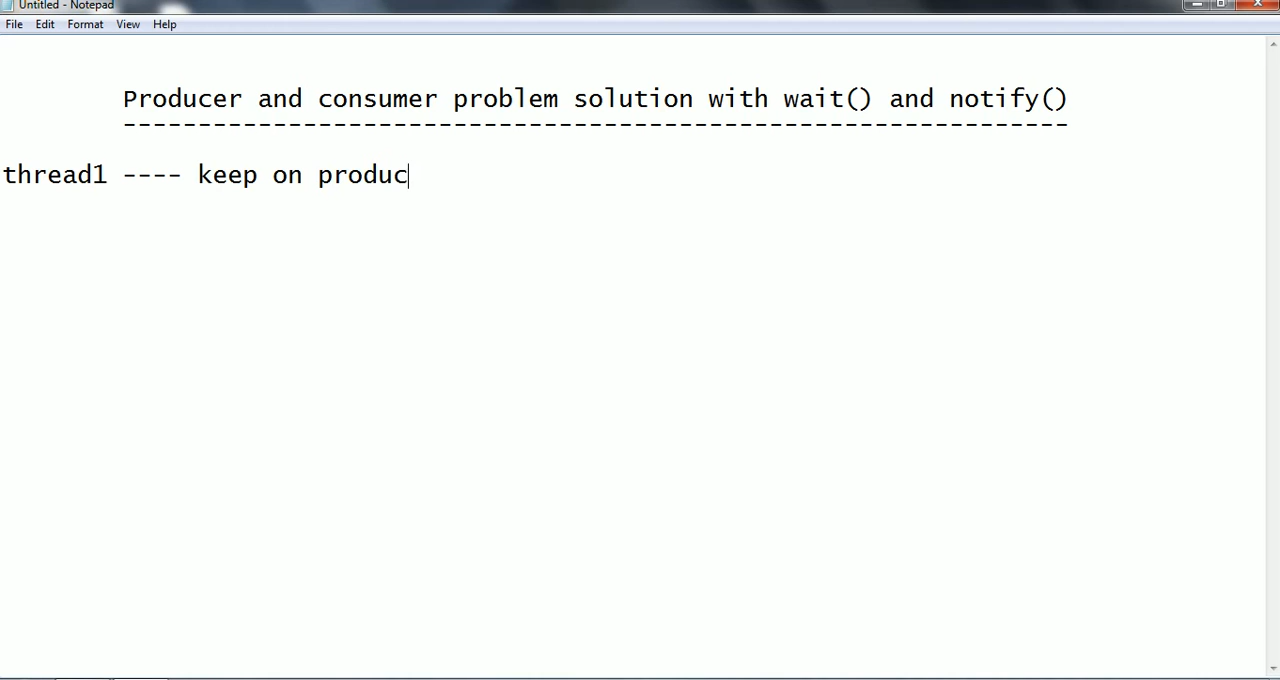 Untitled - Notepad
File Edit Format View Help
Producer and consumer problem solution with wait() and notify()
---------------------------------------------------------------
thread1 ---- keep on produc